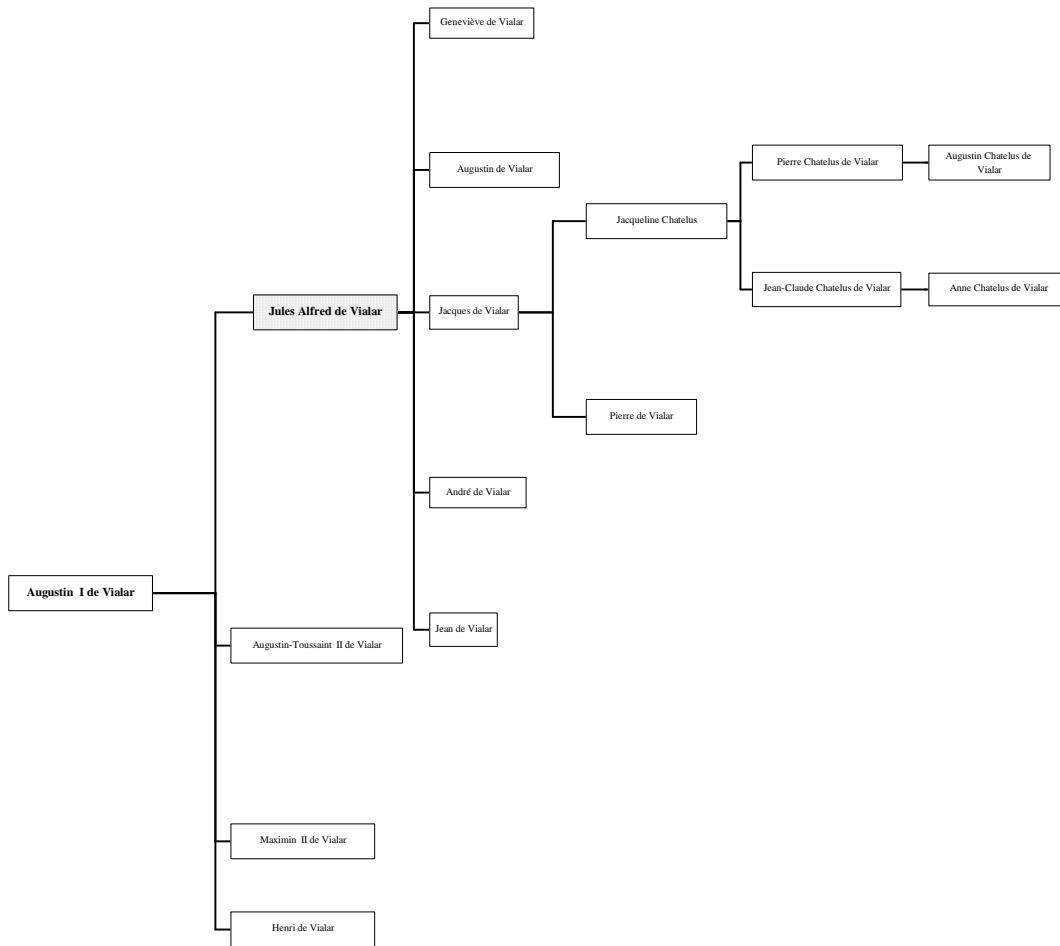 Geneviève de Vialar
Augustin de Vialar
Pierre Chatelus de Vialar
Augustin Chatelus de
Vialar
Jacqueline Chatelus
Jean-Claude Chatelus de Vialar
Anne Chatelus de Vialar
Jules Alfred de Vialar
Jacques de Vialar
Pierre de Vialar
André de Vialar
Augustin I de Vialar
Jean de Vialar
Augustin-Toussaint II de Vialar
Maximin II de Vialar
Henri de Vialar